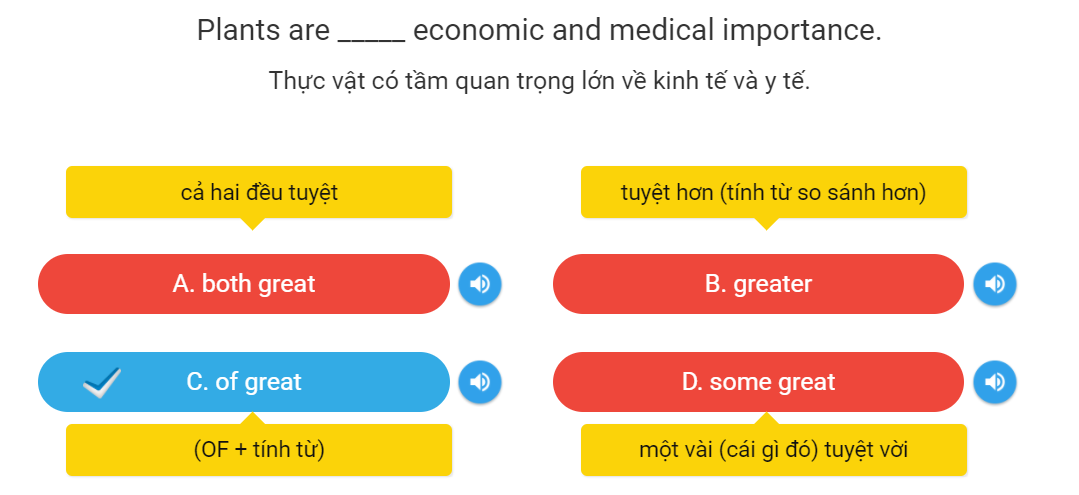 Plants are _____ economic and medical importance.
Thực vật có tầm quan trọng lớn về kinh tế và y tế.
cả hai đều tuyệt
tuyệt hơn (tính từ so sánh hơn)
A. both great
B. greater
C. of great
D. some great
(OF + tính từ)
một vài (cái gì đó) tuyệt vời